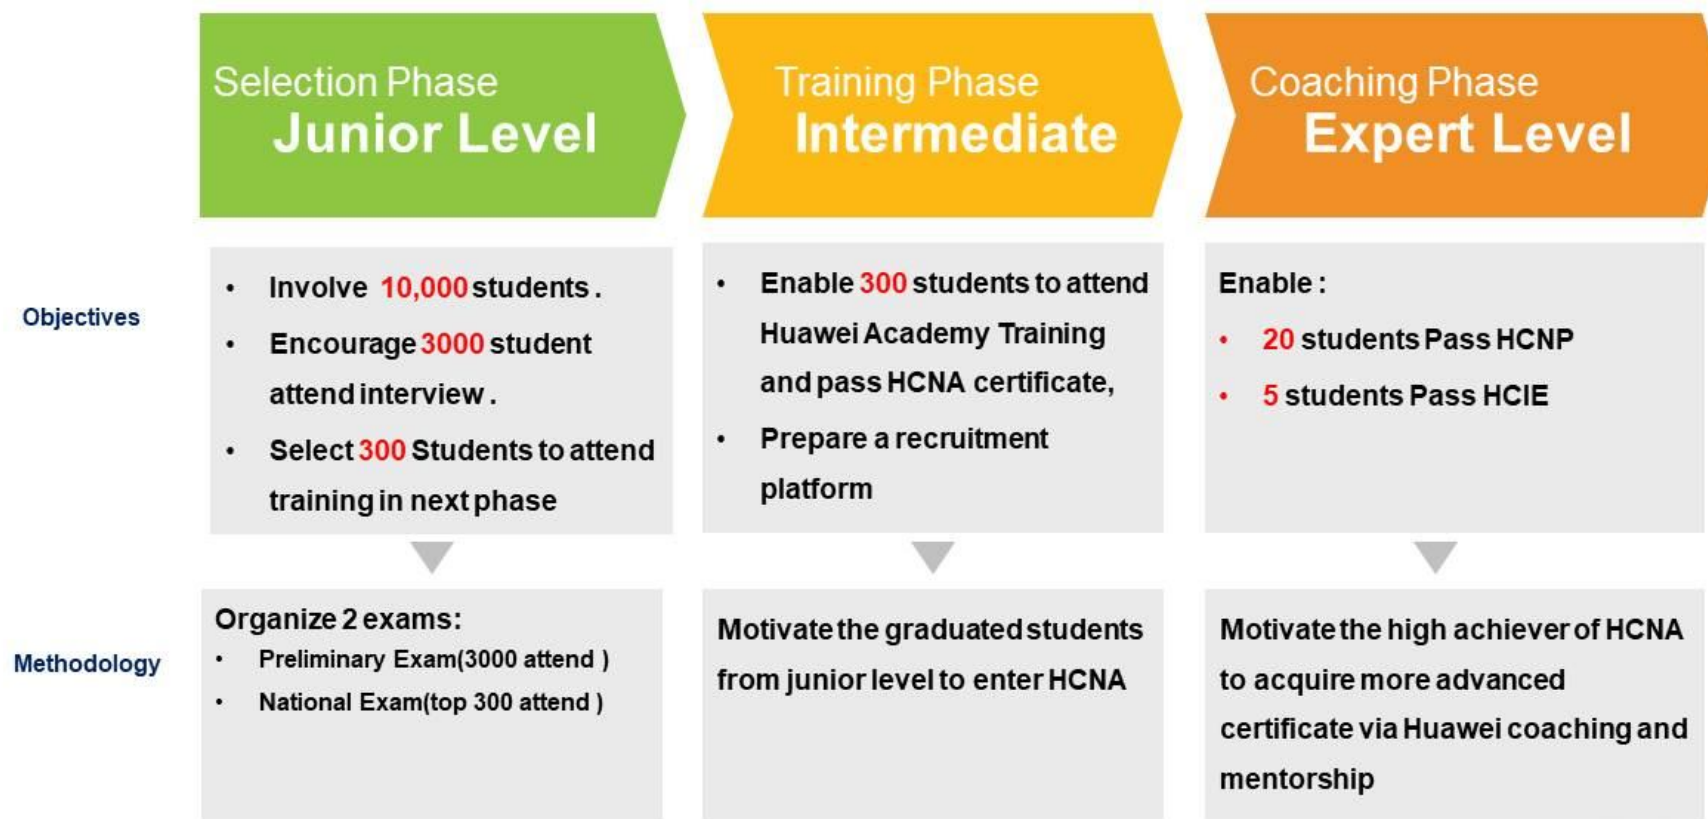 Selection Phase
Junior Level
Training Phase
Intermediate
Coaching Phase
Expert Level
Objectives
• Involve 10,000 students .
• Encourage 3000 student
attend interview .
• Select 300 Students to attend
training in next phase
• Enable 300 students to attend
Huawei Academy Training
and pass HCNA certificate,
• Prepare a recruitment
platform
Enable :
• 20 students Pass HCNP
• 5 students Pass HCIE
Methodology
Organize 2 exams:
• Preliminary Exam(3000 attend )
• National Exam(top 300 attend )
Motivate the graduated students
from junior level to enter HCNA
Motivate the high achiever of HCNA
to acquire more advanced
certificate via Huawei coaching and
mentorship